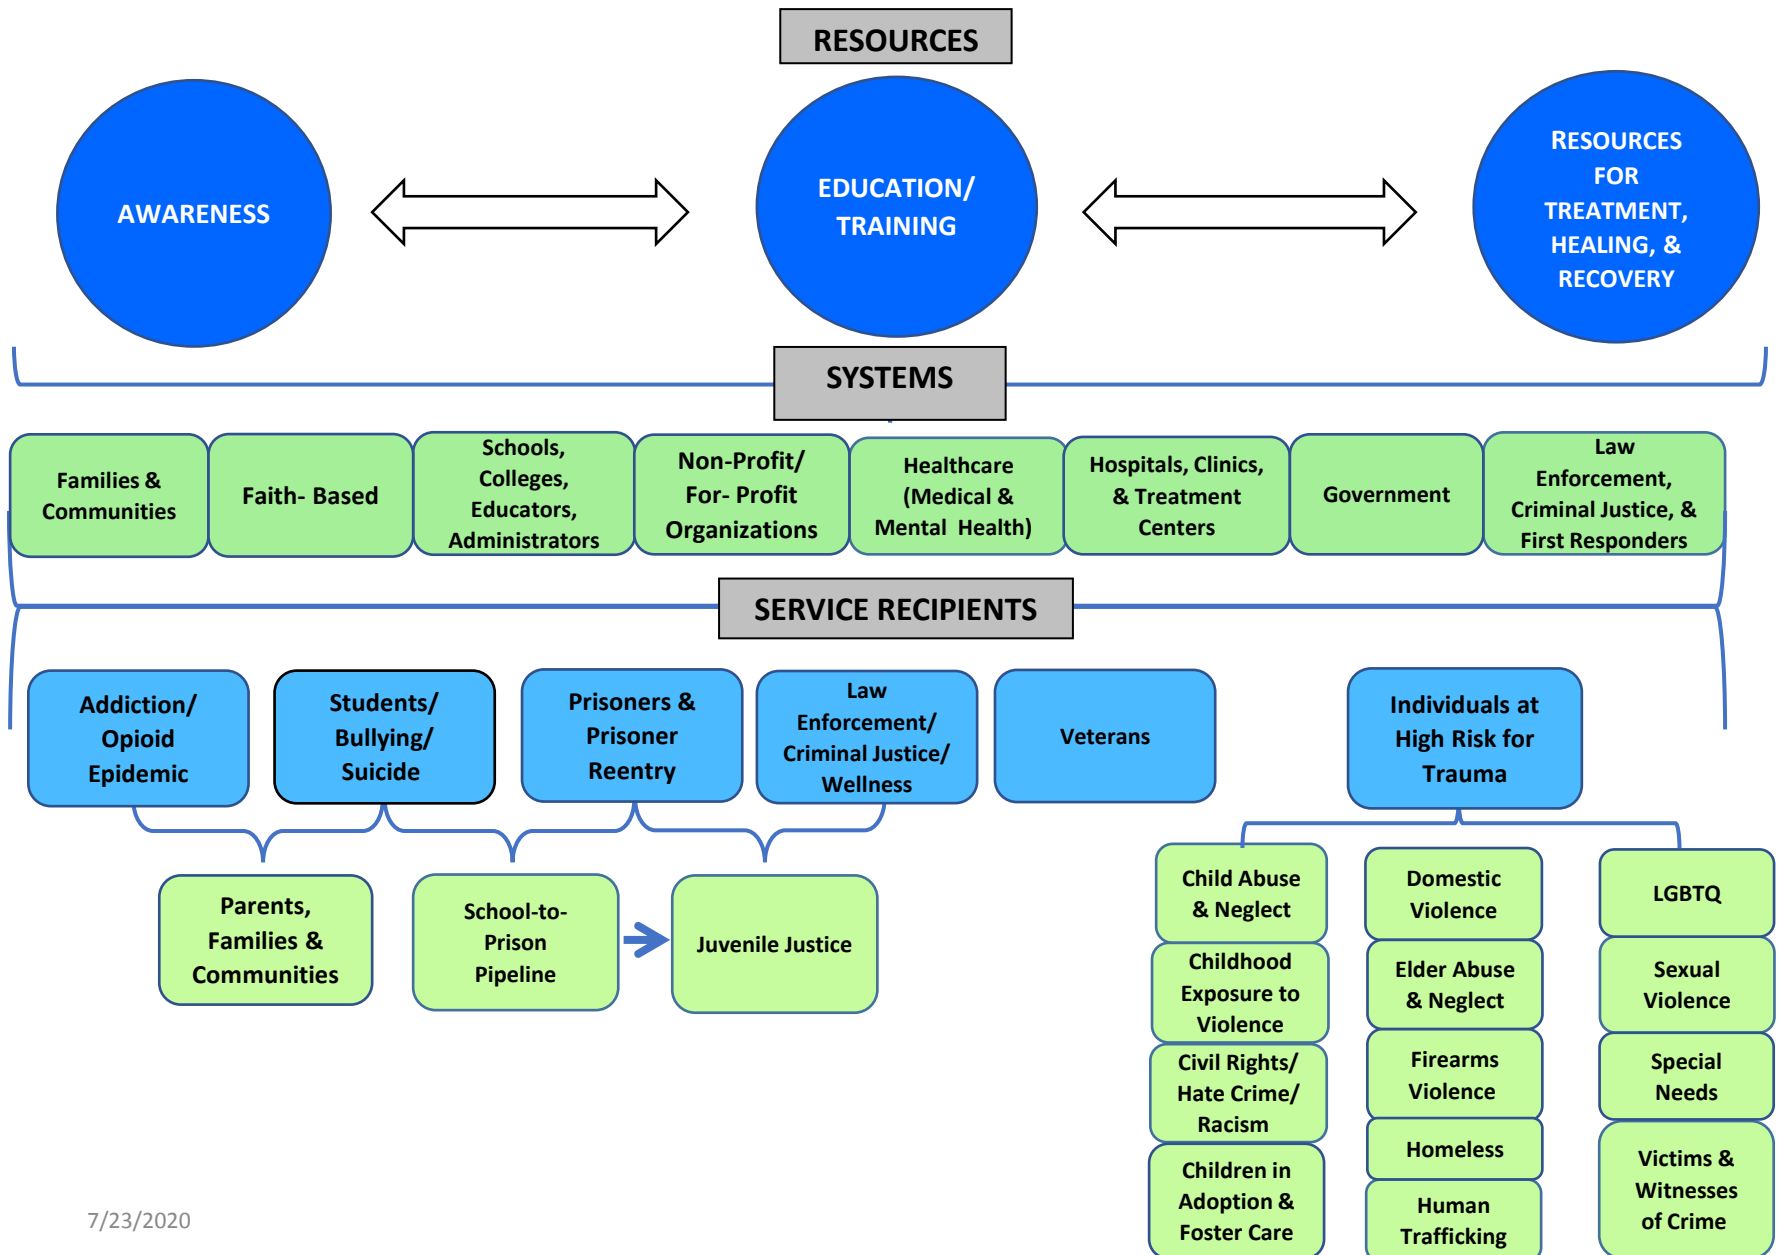 RESOURCES
AWARENESS
EDUCATION/
TRAINING
RESOURCES
FOR
TREATMENT,
HEALING, &
RECOVERY
SYSTEMS
Families &
Communities
Faith- Based
Schools,
Colleges,
Educators,
Administrators
Non-Profit/
For- Profit
Organizations
Healthcare
(Medical &
Mental Health)
Hospitals, Clinics,
& Treatment
Centers
Government
Law
Enforcement,
Criminal Justice, &
First Responders
SERVICE RECIPIENTS
Addiction/
Opioid
Epidemic
Students/
Bullying/
Suicide
Prisoners &
Prisoner
Reentry
Law
Enforcement/
Criminal Justice/
Wellness
Veterans
Individuals at
High Risk for
Trauma
Parents,
Families &
Communities
School-to-
Prison
Pipeline
Juvenile Justice
Child Abuse
& Neglect
Childhood
Exposure to
Violence
Civil Rights/
Hate Crime/
Racism
Children in
Adoption &
Foster Care
Domestic
Violence
Elder Abuse
& Neglect
Firearms
Violence
Homeless
Human
Trafficking
LGBTQ
Sexual
Violence
Special
Needs
Victims &
Witnesses
of Crime
7/23/2020